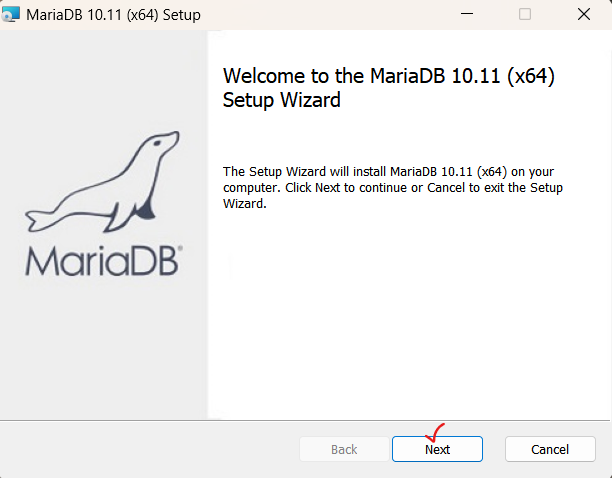 MariaDB 10.11 (x64) Setup
Welcome to the MariaDB 10.11 (x64)
Setup Wizard
The Setup Wizard will install MariaDB 10.11 (x64) on your
computer. Click Next to continue or Cancel to exit the Setup
Wizard.
MariaDB®
Back
Next
Cancel